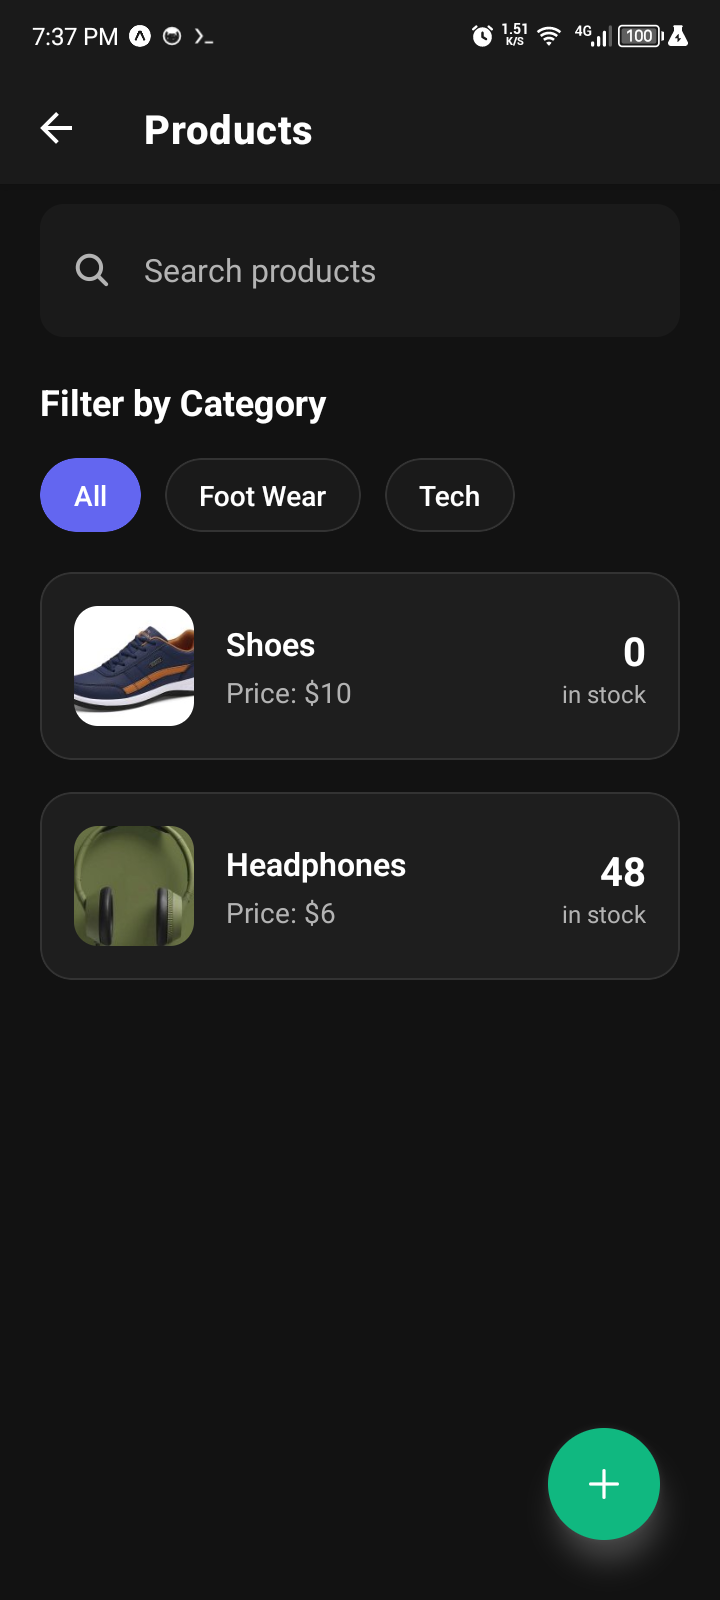 7:37 PM
1.51
K/S
4G
100
Products
Search products
Filter by Category
All
Foot Wear
Tech
Shoes
Price: $10
0
in stock
Headphones
Price: $6
48
in stock